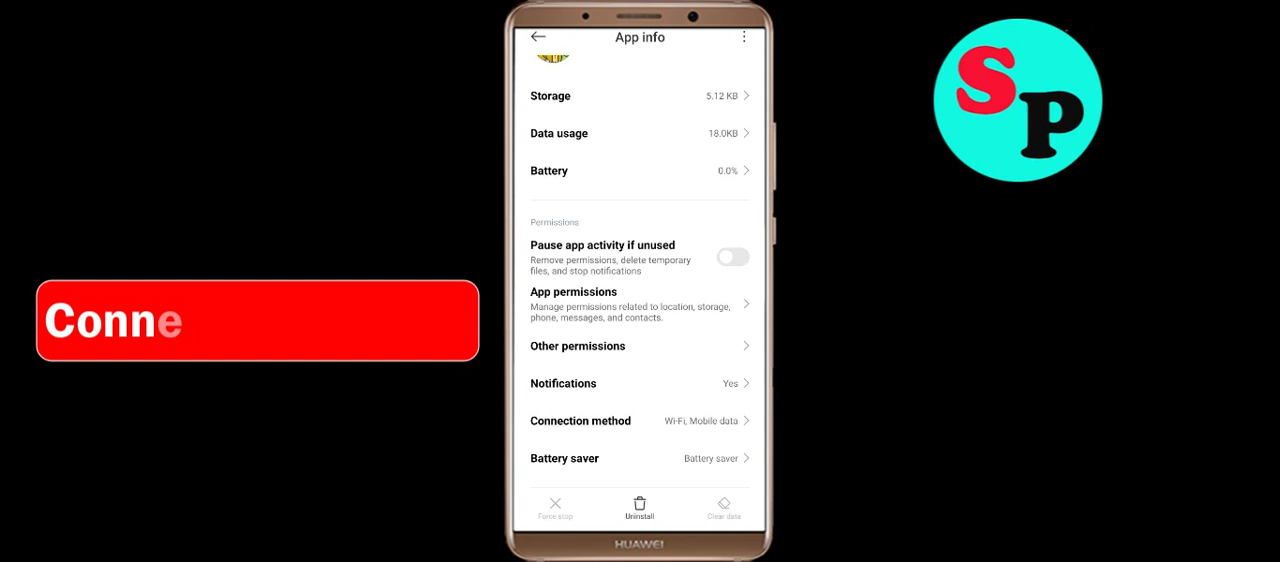 App info
Storage
5.12 KB
Data usage
18.0KB
Battery
0.0%
Permissions
Pause app activity if unused
Remove permissions, delete temporary
files, and stop notifications
App permissions
Manage permissions related to location, storage,
phone, messages, and contacts.
Other permissions
Notifications
Yes
Connection method
Wi-Fi, Mobile data
Battery saver
Battery saver
Force stop
Uninstall
Clear data
HUAWEI
Conne
SP